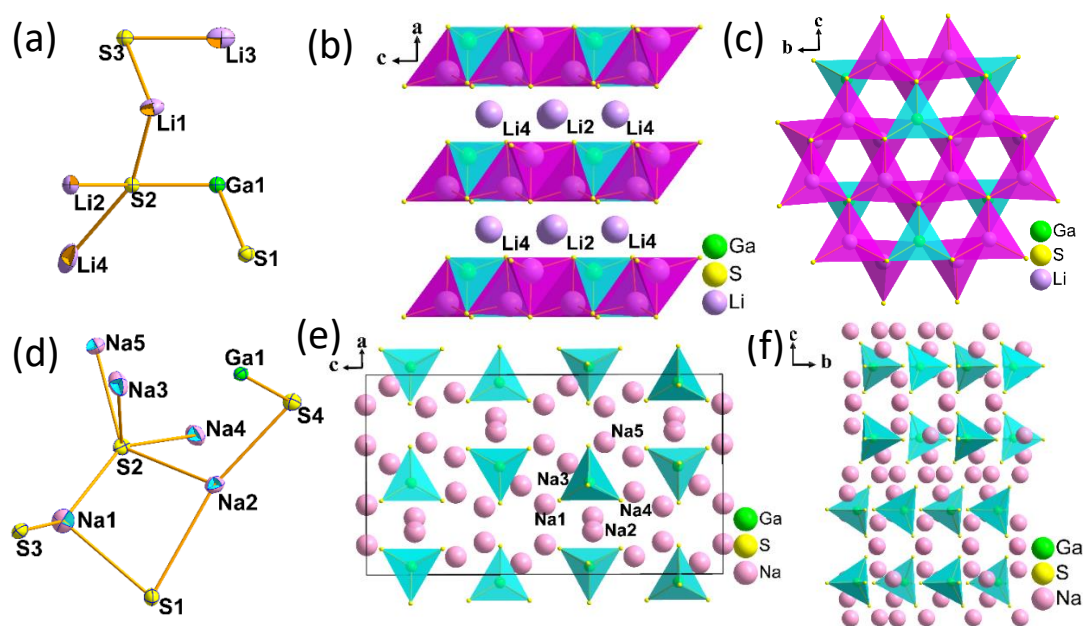 (a)
S3
Li3
Li1
Li2
S2
Ga1
Li4
S1
(b)
a
c
Li4
Li2
Li4
Li4
Li2
Li4
Ga
S
Li
(c)
c
b
Ga
S
Li
(d)
Na5
Ga1
Na3
S4
Na4
S2
Na2
Na1
S3
S1
(e)
a
c
Na5
Na3
Na4
Na1
Na2
Ga
S
Na
(f)
c
b
Ga
S
Na